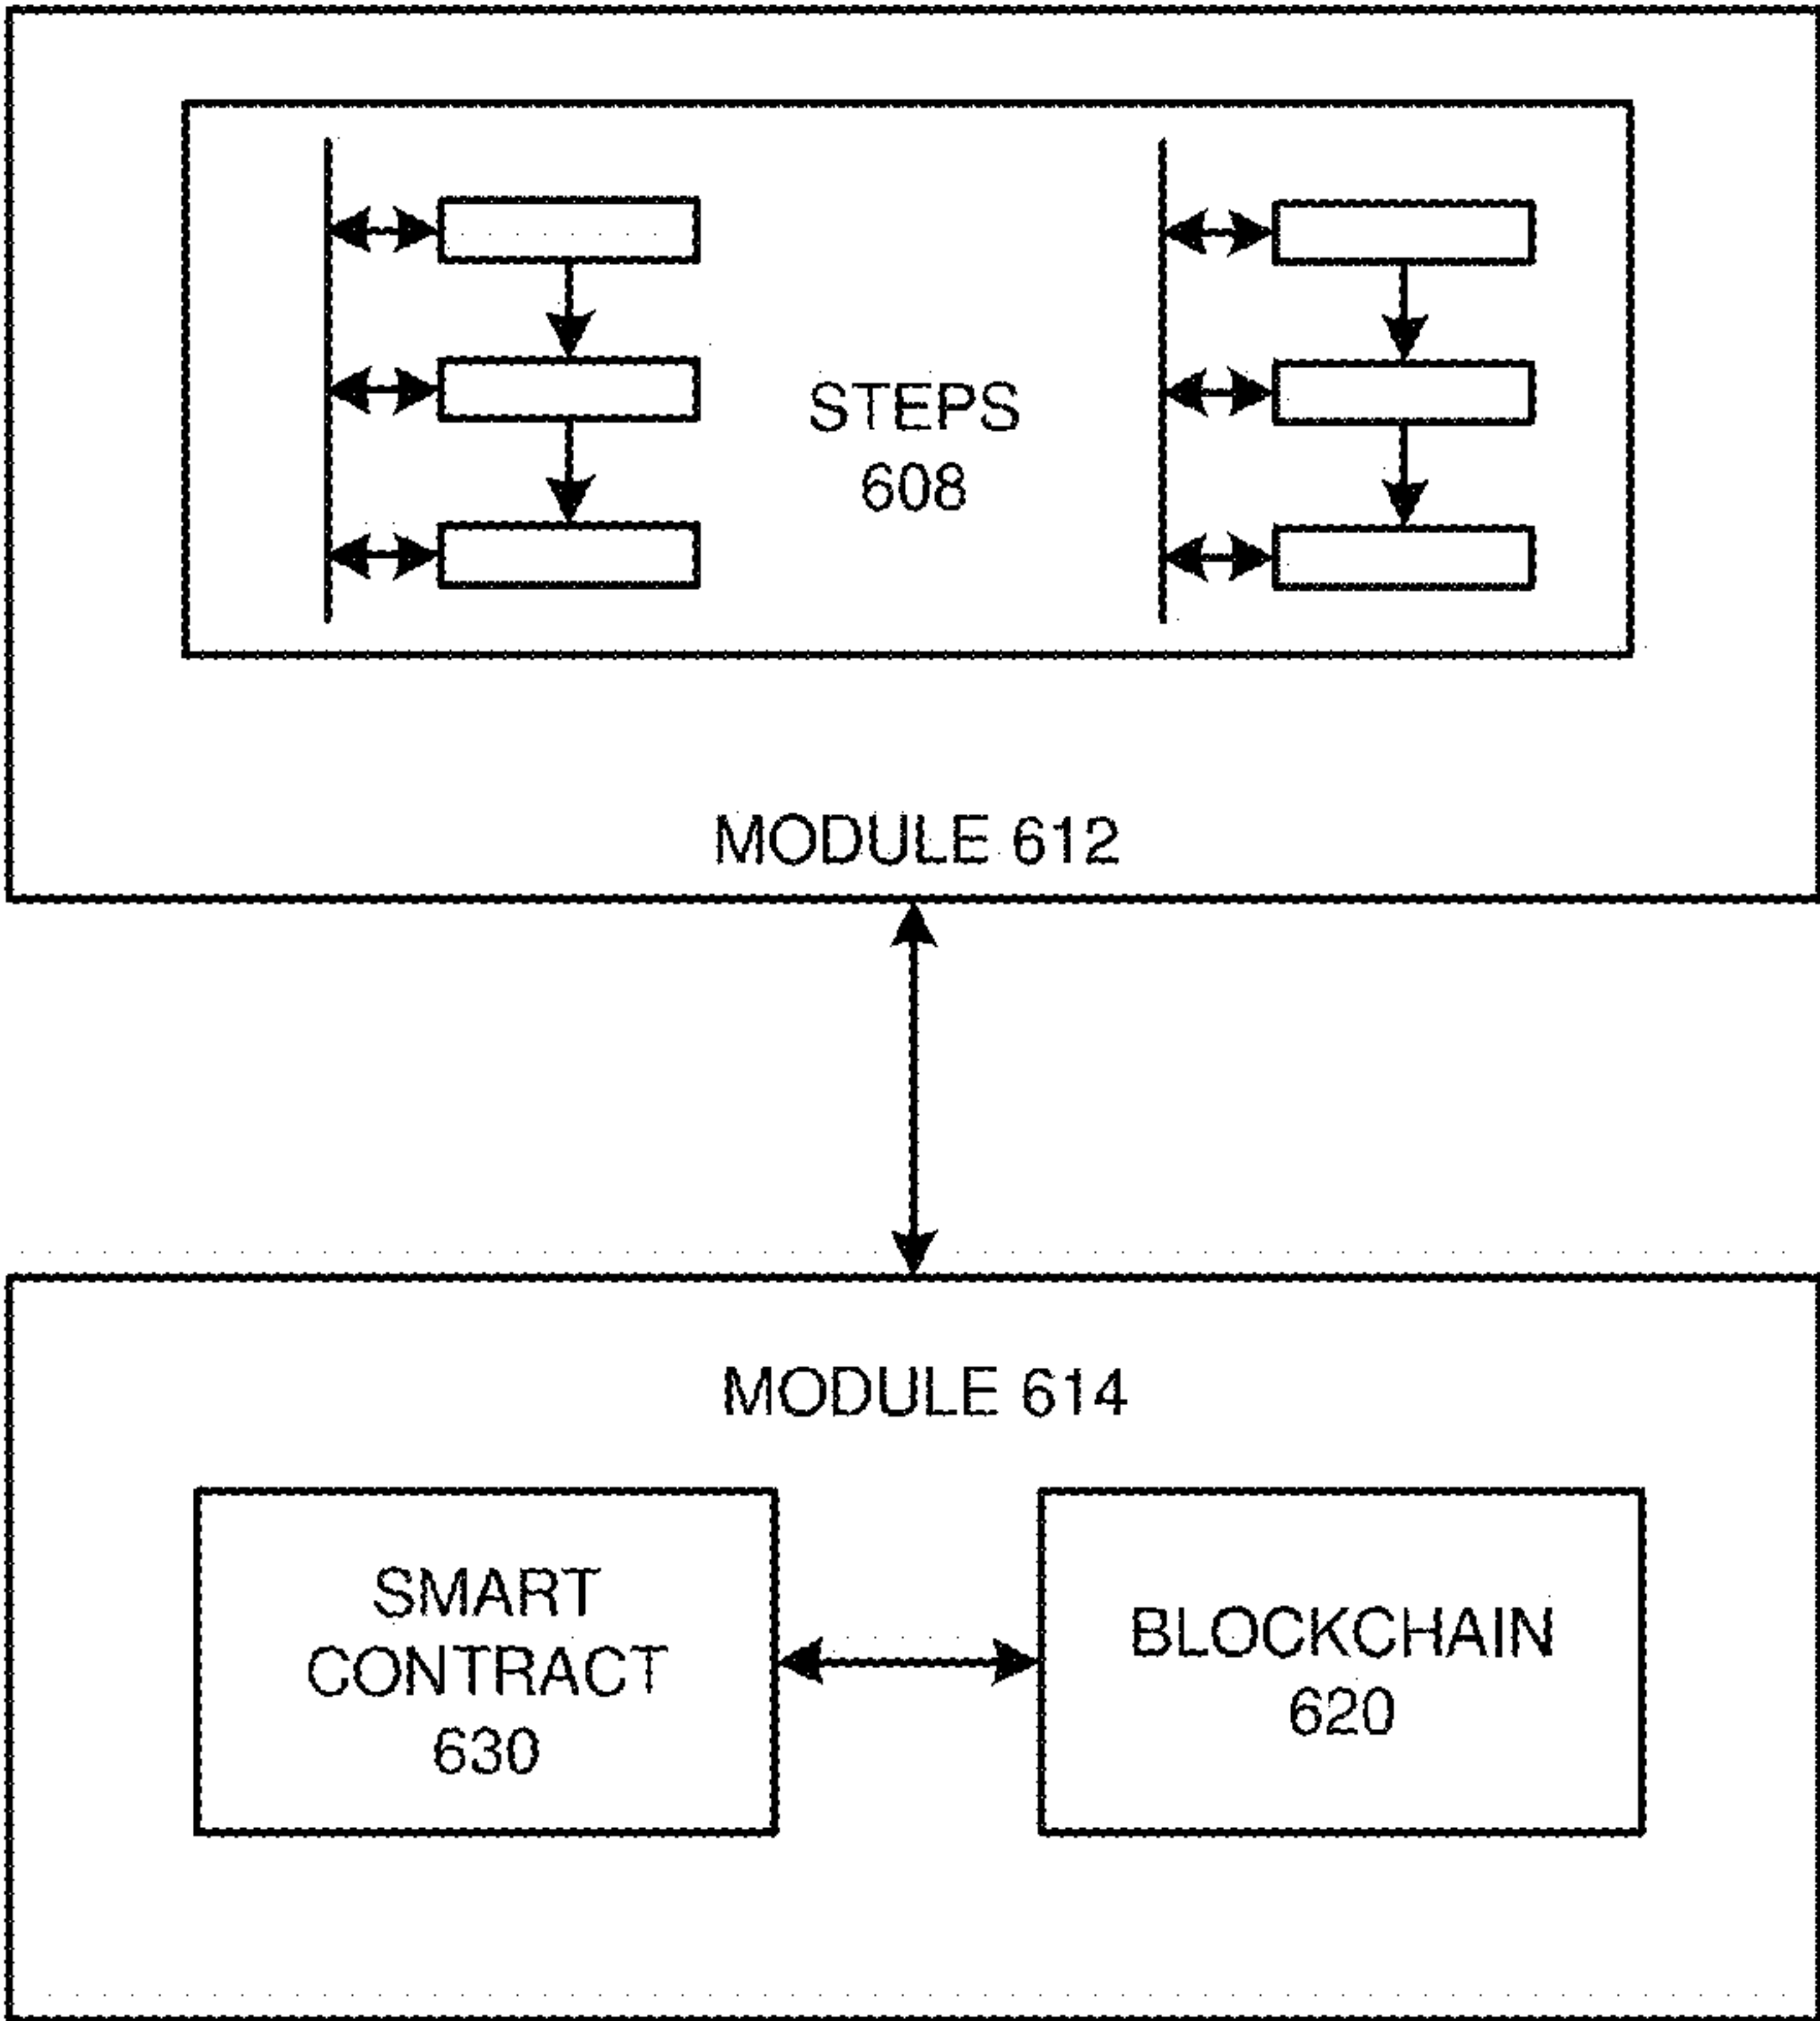 STEPS
608
MODULE 612
MODULE 614
SMART
CONTRACT
630
BLOCKCHAIN
620